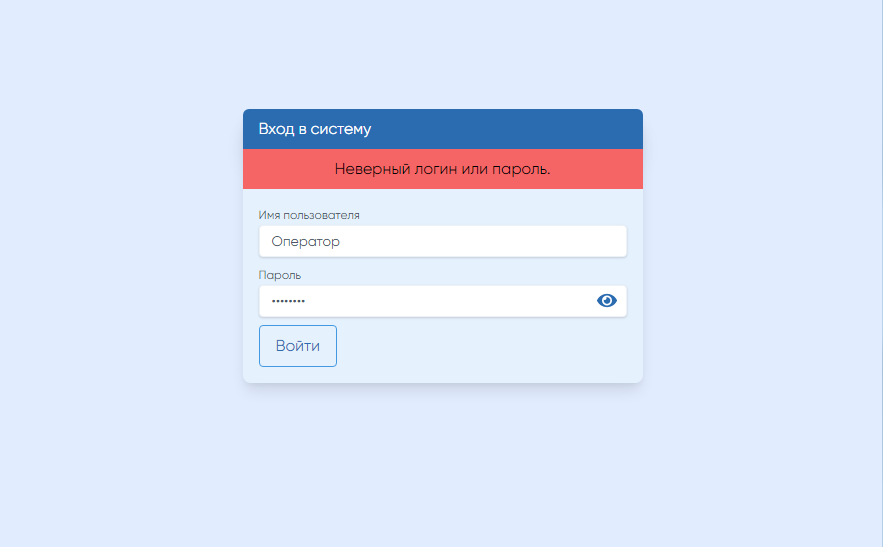 Вход в систему
Неверный логин или пароль.
Имя пользователя
Оператор
Пароль
••••••••
Войти